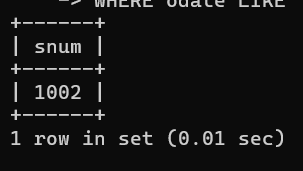 -> WHERE odate LIKE
+------+
| snum |
+------+
| 1002 |
+------+
1 row in set (0.01 sec)